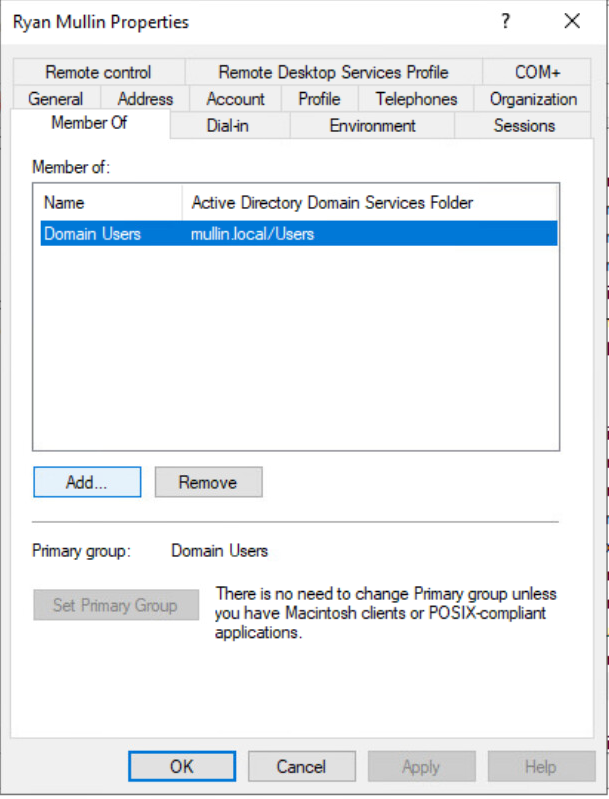 Ryan Mullin Properties ? ×
Remote control Remote Desktop Services Profile COM+
General Address Account Profile Telephones Organization
Member Of Dial-in Environment Sessions
Member of:
Name Active Directory Domain Services Folder
Domain Users mullin.local/Users
Add... Remove
Primary group: Domain Users
Set Primary Group
There is no need to change Primary group unless
you have Macintosh clients or POSIX-compliant
applications.
OK Cancel Apply Help